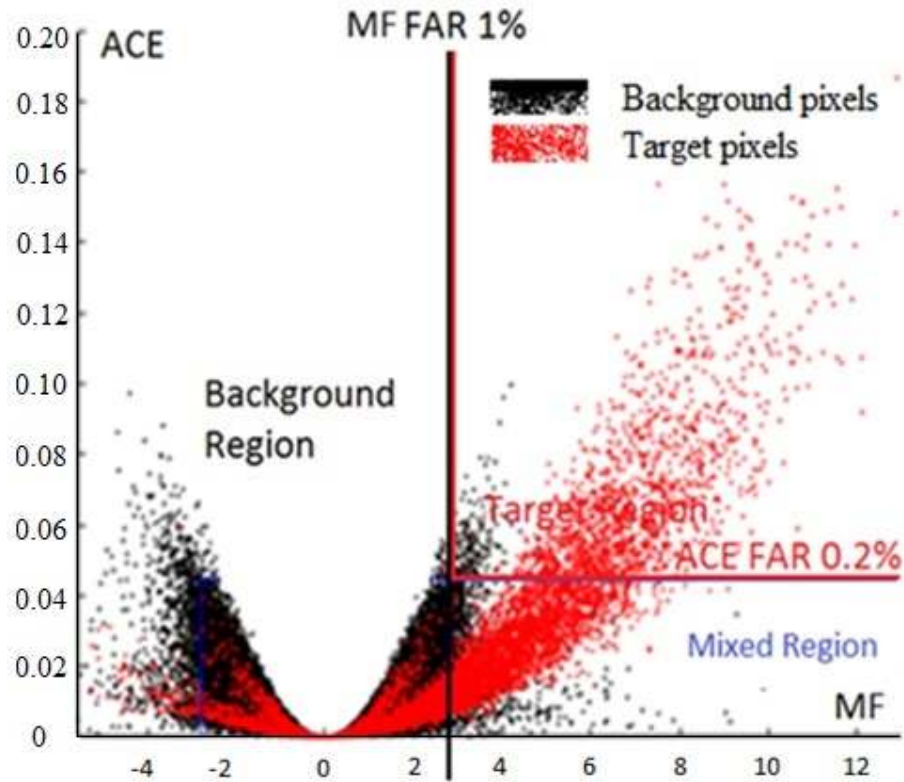 MF FAR 1%
ACE
Background pixels
Target pixels
0.20
0.18
0.16
0.14
0.12
0.10
0.08
0.06
0.04
0.02
0
Background
Region
Target Region
ACE FAR 0.2%
Mixed Region
MF
-4 -2 0 2 4 6 8 10 12